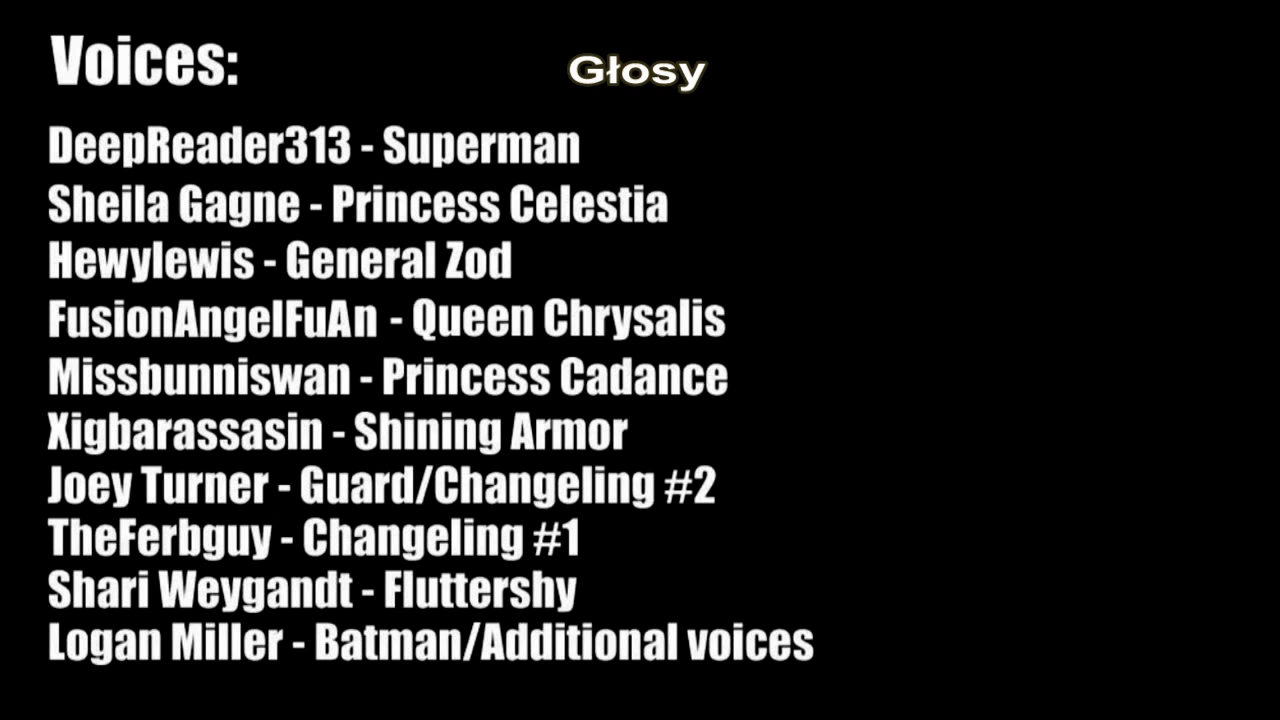 Voices:
Głosy
DeepReader313 - Superman
Sheila Gagne - Princess Celestia
Hewylewis - General Zod
FusionAngelFuAn - Queen Chrysalis
Missbunniswan - Princess Cadance
Xigbarassasin - Shining Armor
Joey Turner - Guard/Changeling #2
TheFerbguy - Changeling #1
Shari Weygandt - Fluttershy
Logan Miller - Batman/Additional voices